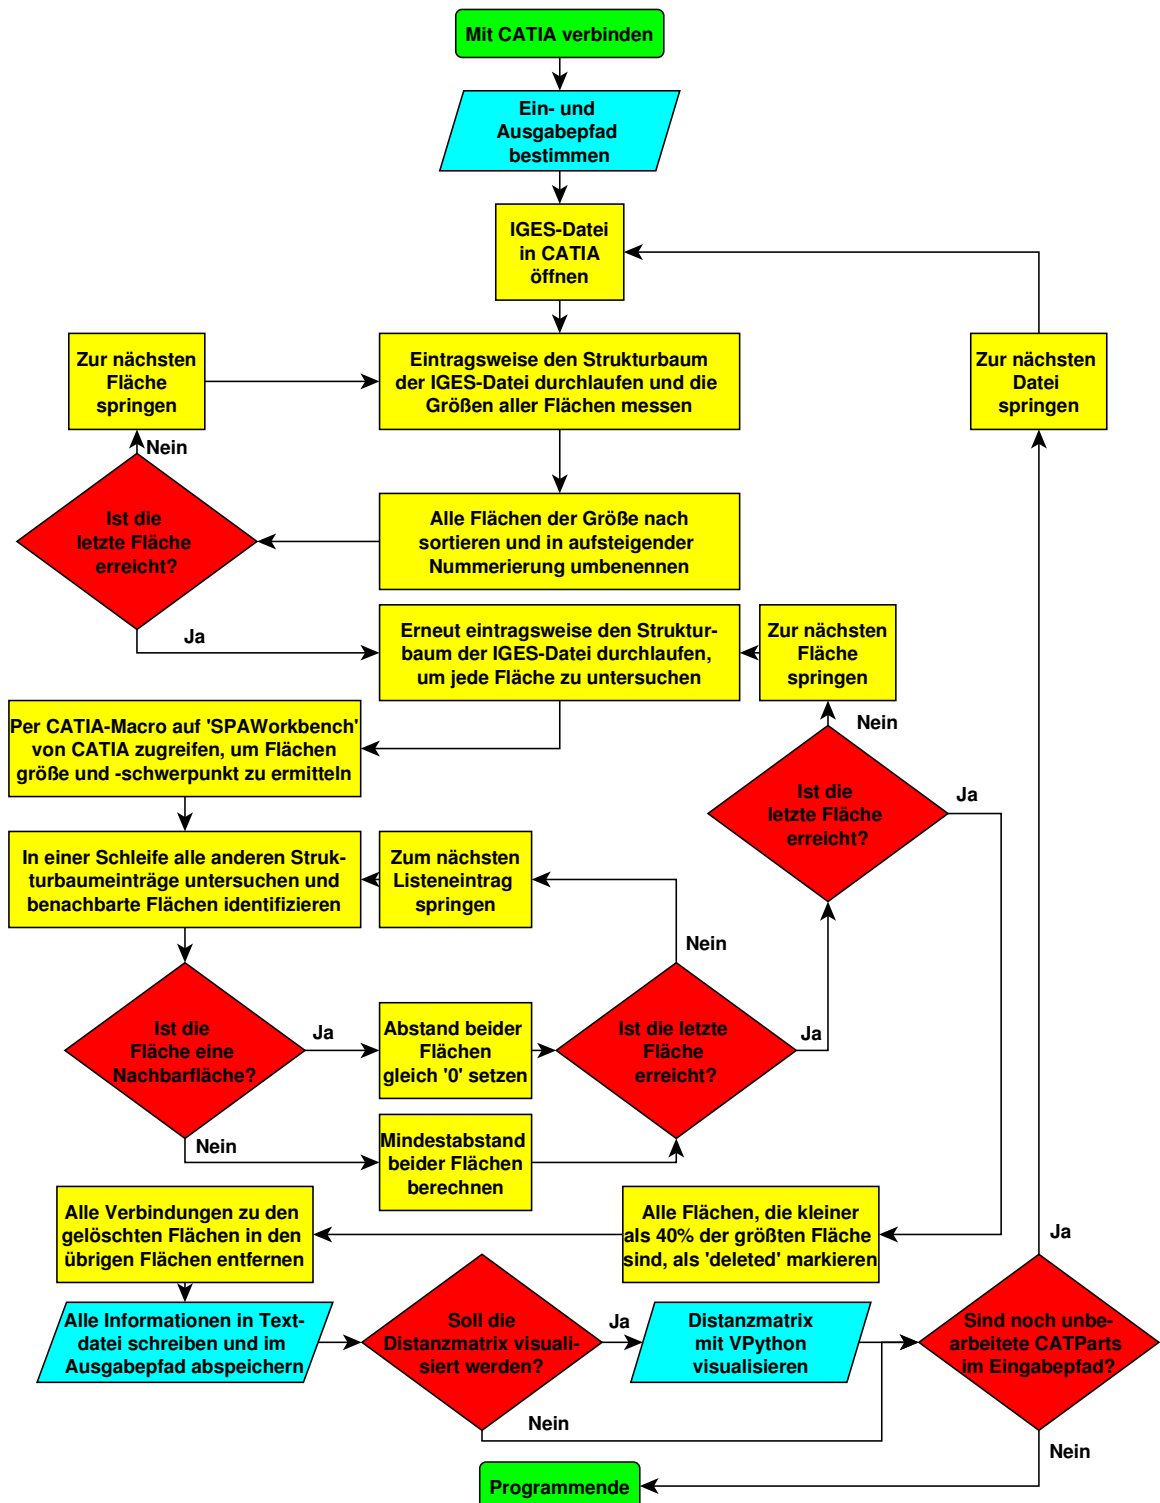 Mit CATIA verbinden
Ein- und
Ausgabepfad
bestimmen
IGES-Datei
in CATIA
öffnen
Zur nächsten
Fläche
springen
Eintragsweise den Strukturbaum
der IGES-Datei durchlaufen und die
Größen aller Flächen messen
Zur nächsten
Datei
springen
Nein
Ist die
letzte Fläche
erreicht?
Alle Flächen der Größe nach
sortieren und in aufsteigender
Nummerierung umbenennen
Ja
Erneut eintragsweise den Struktur-
baum der IGES-Datei durchlaufen,
um jede Fläche zu untersuchen
Zur nächsten
Fläche
springen
Nein
Per CATIA-Macro auf 'SPAWorkbench'
von CATIA zugreifen, um Flächen
größe und -schwerpunkt zu ermitteln
Ist die
letzte Fläche
erreicht?
Ja
In einer Schleife alle anderen Struk-
turbaumeinträge untersuchen und
benachbarte Flächen identifizieren
Zum nächsten
Listeneintrag
springen
Nein
Ist die
Fläche eine
Nachbarfläche?
Ja
Abstand beider
Flächen
gleich '0' setzen
Ist die letzte
Fläche
erreicht?
Ja
Nein
Mindestabstand
beider Flächen
berechnen
Alle Verbindungen zu den
gelöschten Flächen in den
übrigen Flächen entfernen
Alle Flächen, die kleiner
als 40% der größten Fläche
sind, als 'deleted' markieren
Ja
Alle Informationen in Text-
datei schreiben und im
Ausgabepfad abspeichern
Soll die
Distanzmatrix visuali-
siert werden?
Ja
Distanzmatrix
mit VPython
visualisieren
Sind noch unbe-
arbeitete CATParts
im Eingabepfad?
Nein
Nein
Programmende